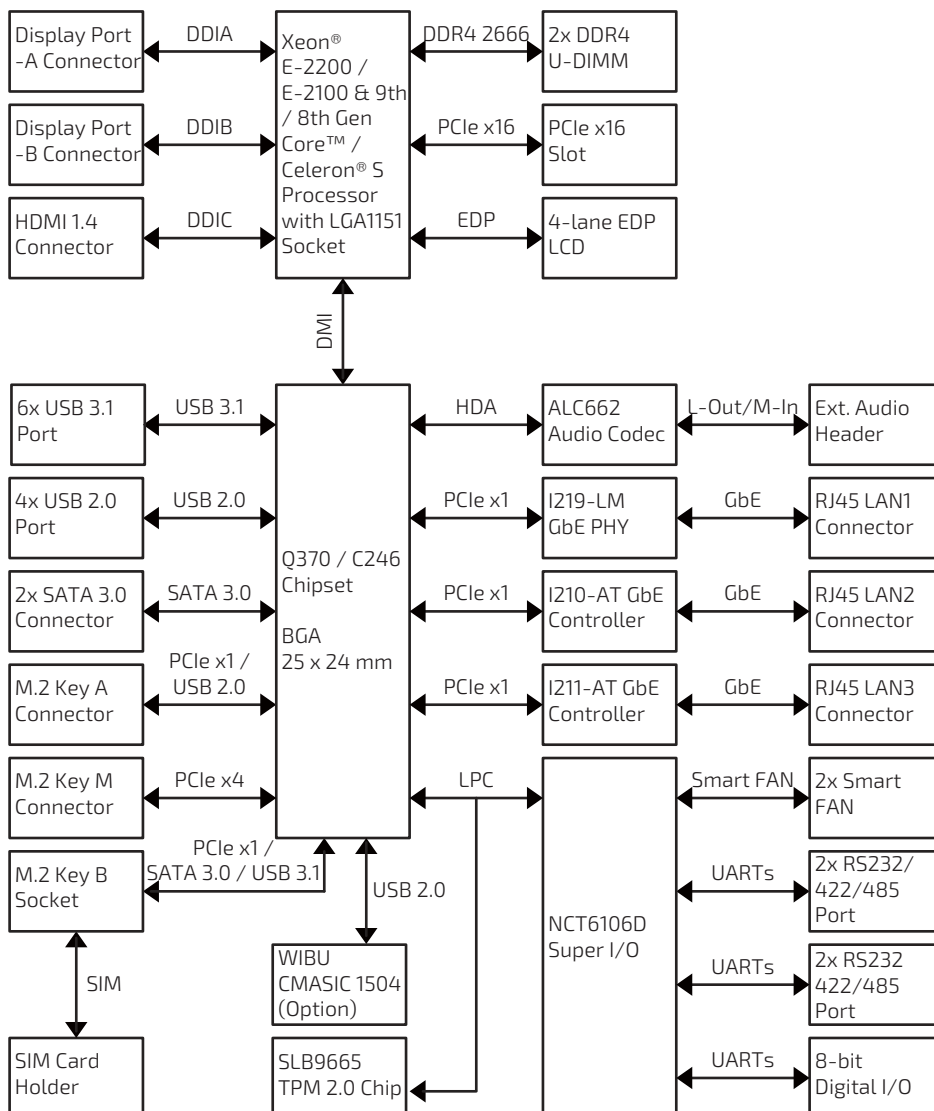 Display Port
-A Connector
DDIA
Xeon®
E-2200 /
E-2100 & 9th
/ 8th Gen
Core™ /
Celeron® S
Processor
with LGA1151
Socket
DDR4 2666
2x DDR4
U-DIMM
Display Port
-B Connector
DDIB
PCIe x16
PCIe x16
Slot
HDMI 1.4
Connector
DDIC
EDP
4-lane EDP
LCD
DMI
6x USB 3.1
Port
USB 3.1
Q370 / C246
Chipset
BGA
25 x 24 mm
HDA
ALC662
Audio Codec
L-Out/M-In
Ext. Audio
Header
4x USB 2.0
Port
USB 2.0
PCIe x1
I219-LM
GbE PHY
GbE
RJ45 LAN1
Connector
2x SATA 3.0
Connector
SATA 3.0
PCIe x1
I210-AT GbE
Controller
GbE
RJ45 LAN2
Connector
M.2 Key A
Connector
PCIe x1 /
USB 2.0
PCIe x1
I211-AT GbE
Controller
GbE
RJ45 LAN3
Connector
M.2 Key M
Connector
PCIe x4
LPC
NCT6106D
Super I/O
Smart FAN
2x Smart
FAN
M.2 Key B
Socket
PCIe x1 /
SATA 3.0 / USB 3.1
USB 2.0
UARTs
2x RS232/
422/485
Port
SIM
WIBU
CMASIC 1504
(Option)
UARTs
2x RS232
422/485
Port
SIM Card
Holder
SLB9665
TPM 2.0 Chip
UARTs
8-bit
Digital I/O